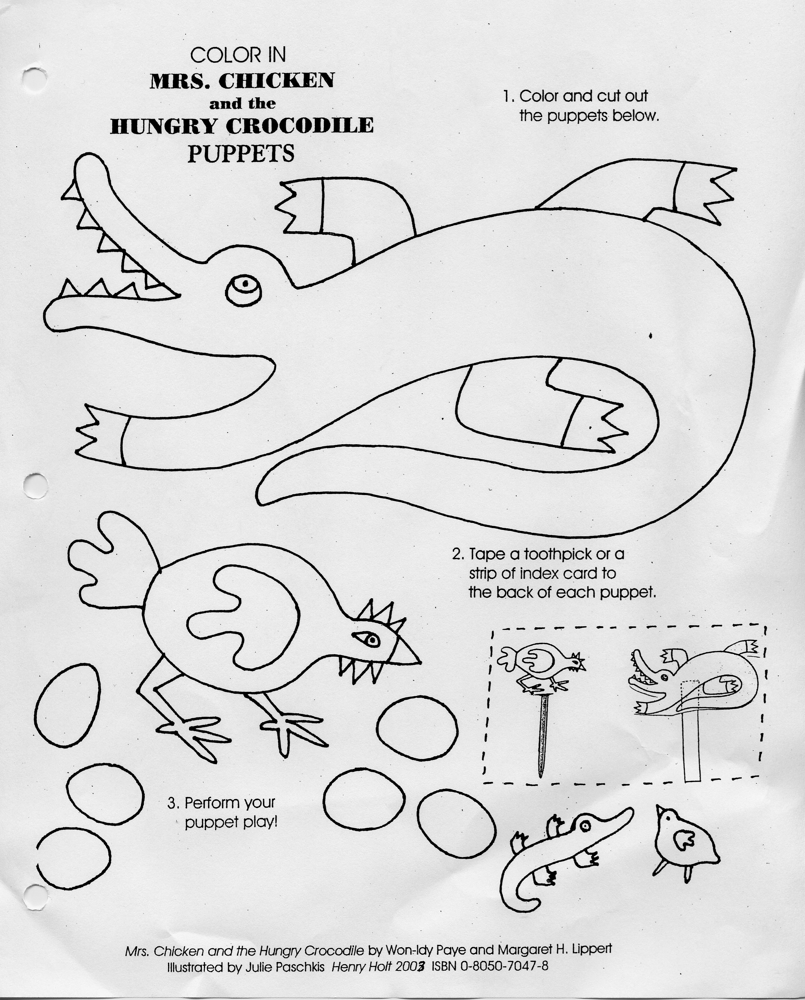 COLOR IN
MRS. CHICKEN
and the
HUNGRY CROCODILE
PUPPETS
1. Color and cut out
the puppets below.
2. Tape a toothpick or a
strip of index card to
the back of each puppet.
3. Perform your
puppet play!
Mrs. Chicken and the Hungry Crocodile by Won-ldy Paye and Margaret H. Lippert
Illustrated by Julie Paschkis Henry Holt 2003 ISBN 0-8050-7047-8